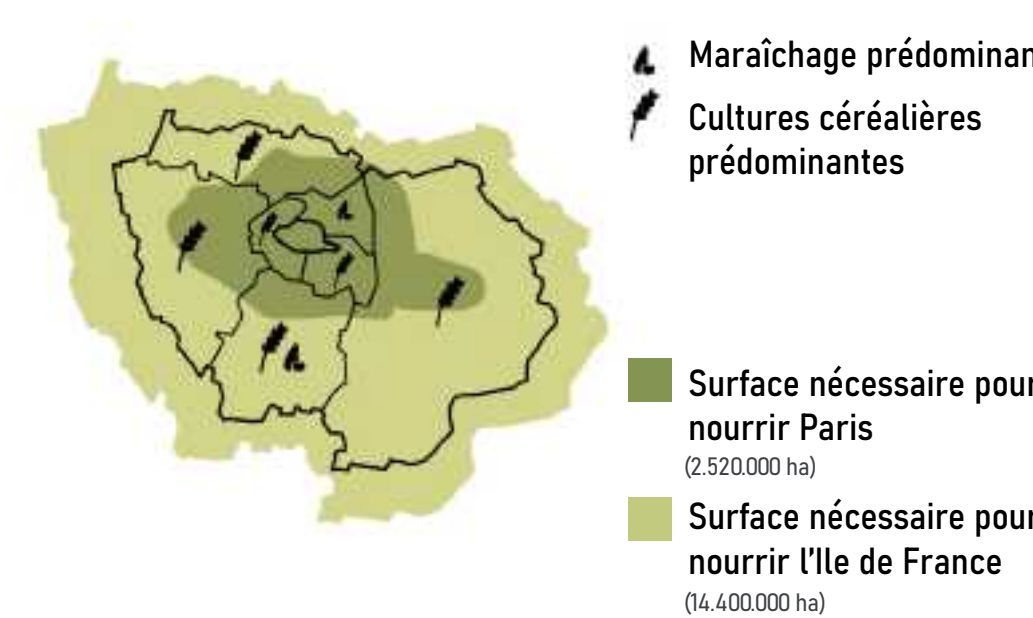 Maraîchage prédominan
Cultures céréalières
prédominantes
Surface nécessaire pour
nourrir Paris
(2.520.000 ha)
Surface nécessaire pour
nourrir l'Ile de France
(14.400.000 ha)